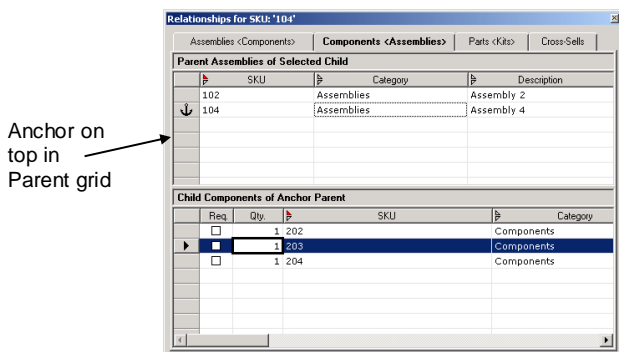 Relationships for SKU: '104'
Assemblies <Components> Components <Assemblies> Parts <Kits> Cross-Sells
Parent Assemblies of Selected Child
SKU Category Description
102 Assemblies Assembly 2
104 Assemblies Assembly 4
Anchor on
top in
Parent grid
Child Components of Anchor Parent
Req. Qty. SKU Category
1 202 Components
1 203 Components
1 204 Components